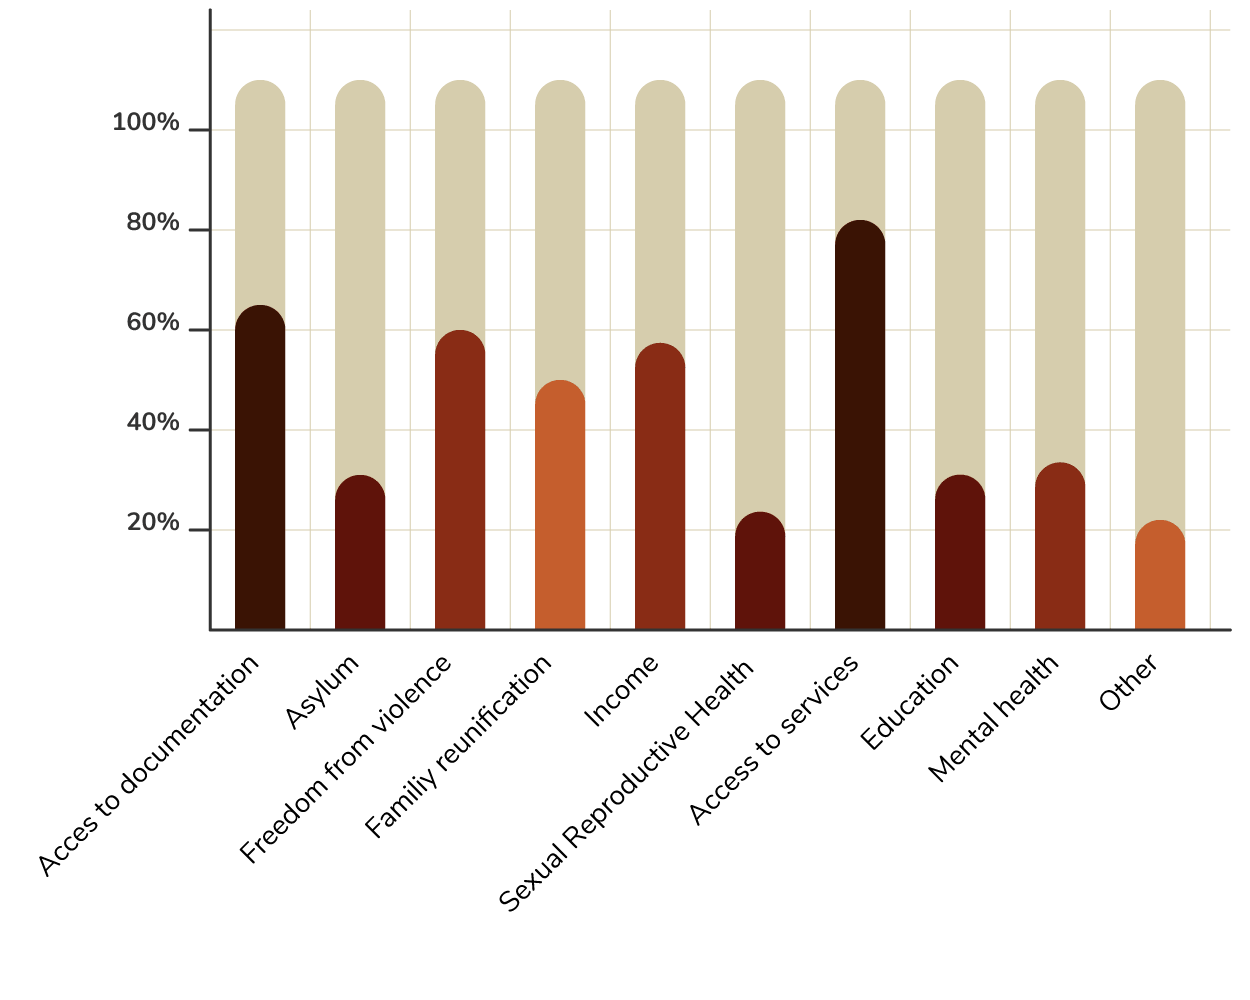 100%
80%
60%
40%
20%
Acces to documentation
Asylum
Freedom from violence
Familiy reunification
Income
Sexual Reproductive Health
Access to services
Education
Mental health
Other